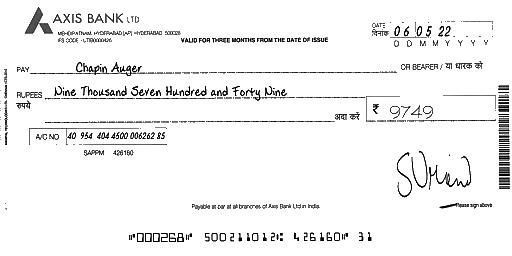 AXIS BANK LTD
MEHDIPATNAM, HYDERABAD [AP] HYDERABAD 500028
IFS CODE - UTIB0000426
VALID FOR THREE MONTHS FROM THE DATE OF ISSUE
DATE
दिनांक 06 05 22
D D M M Y Y Y Y
PAY Chapin Auger OR BEARER / या धारक को
RUPEES Nine Thousand Seven Hundred and Forty Nine
रुपये अदा करें ₹ 9749
A/C NO 40 954 404 4500 006262 85
SAPPM 426160
Payable at par at all branches of Axis Bank Ltd in India.
Please sign above
⑈000268⑈ 500211012⑆ 426160⑈ 31